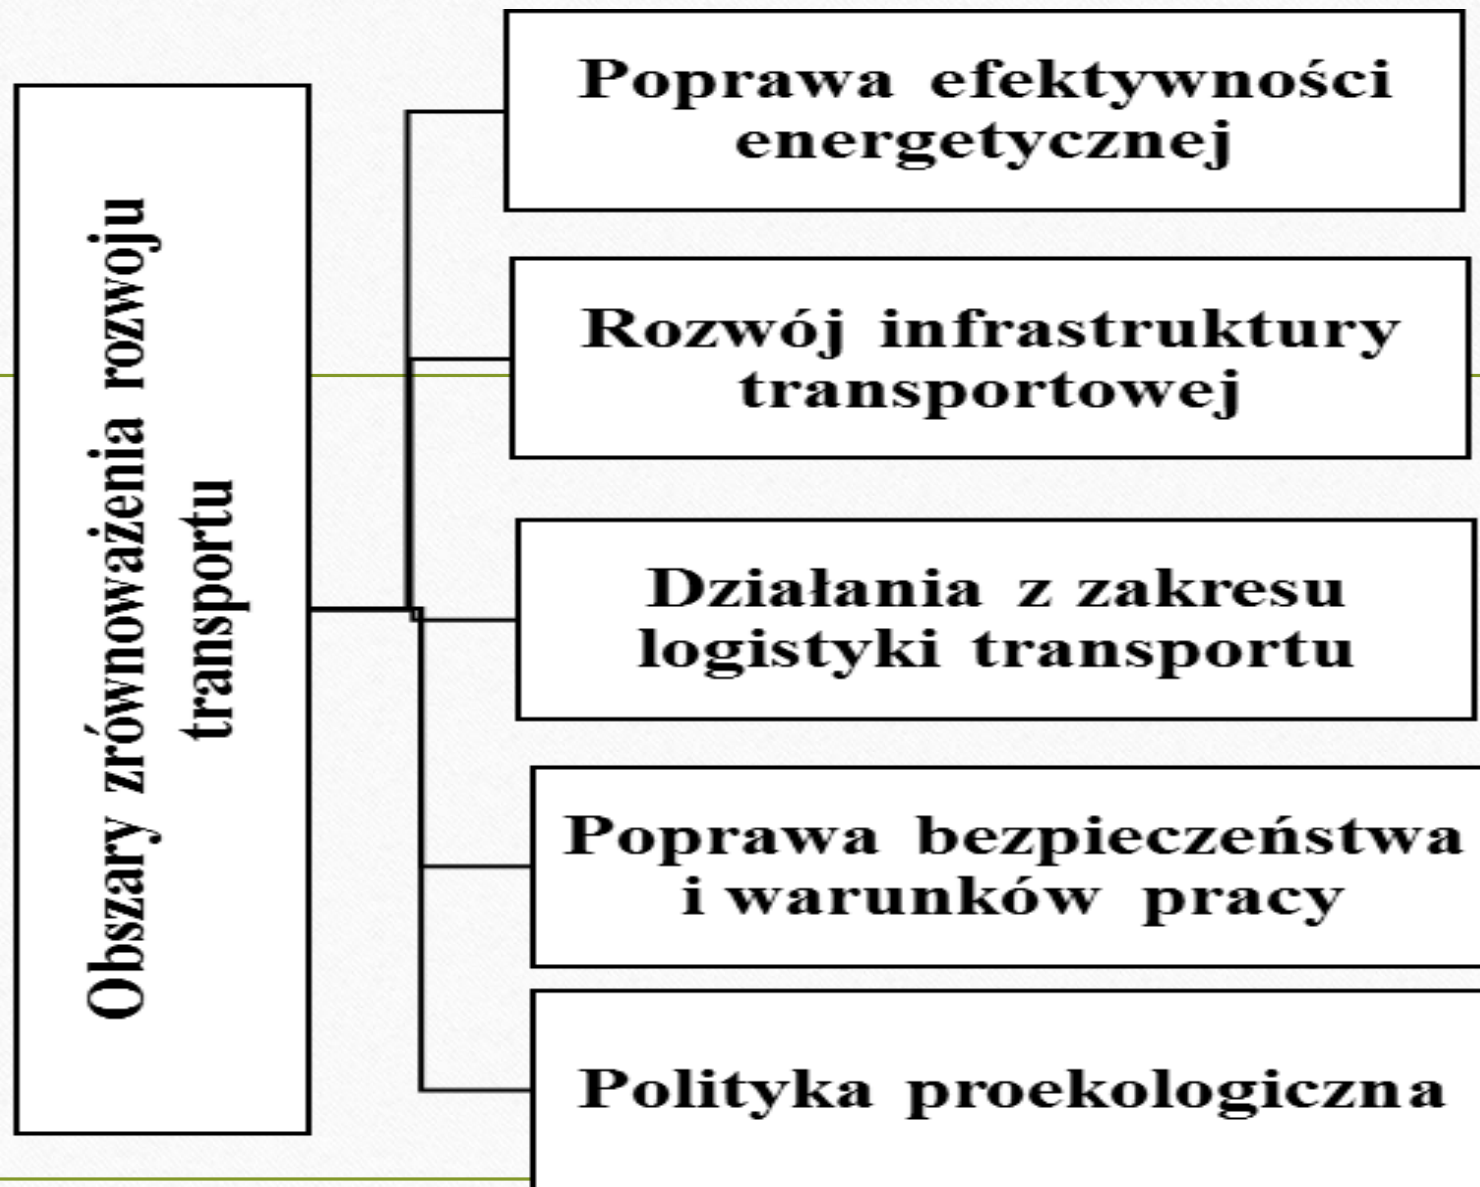 Obszary zrównoważenia rozwoju
transportu
Poprawa efektywności
energetycznej
Rozwój infrastruktury
transportowej
Działania z zakresu
logistyki transportu
Poprawa bezpieczeństwa
i warunków pracy
Polityka proekologiczna